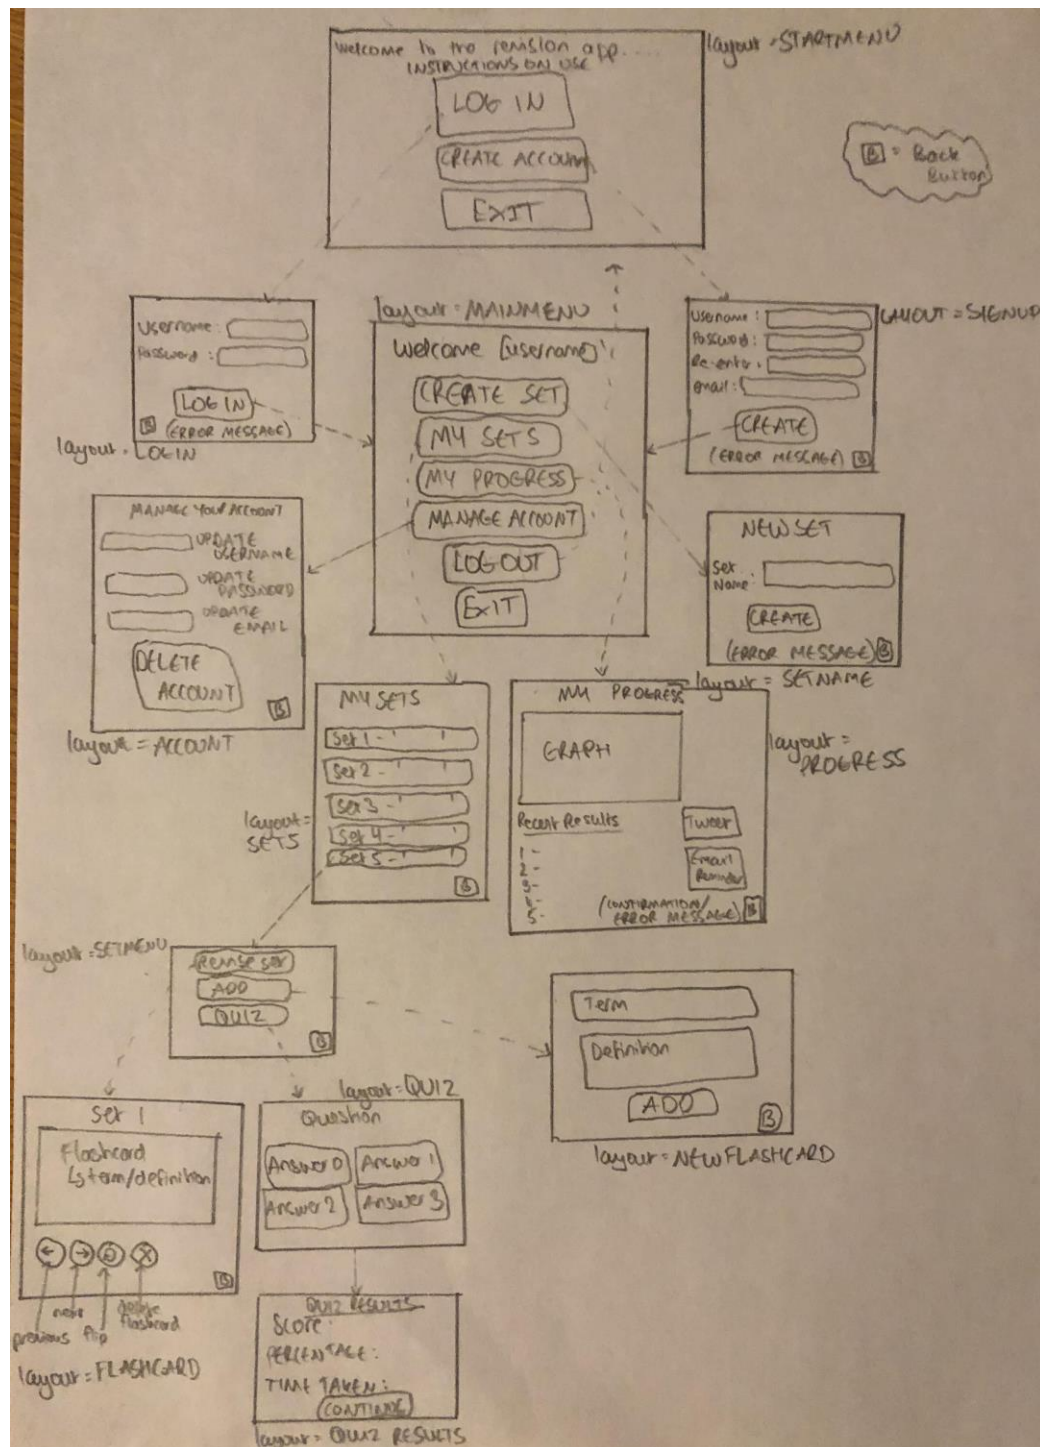 layout = STARTMENU
Welcome to the revision app.....
INSTRUCTIONS ON USE
LOG IN
CREATE ACCOUNT
EXIT
B = Back
Button
Username:
Password:
LOG IN
B (ERROR MESSAGE)
layout = LOGIN
layout = MAINMENU
Welcome [username]!
CREATE SET
MY SETS
MY PROGRESS
MANAGE ACCOUNT
LOG OUT
EXIT
LAYOUT = SIGNUP
Username:
Password:
Re-enter:
email:
CREATE
(ERROR MESSAGE) B
MANAGE YOUR ACCOUNT
UPDATE
USERNAME
UPDATE
PASSWORD
UPDATE
EMAIL
DELETE
ACCOUNT
B
layout = ACCOUNT
NEW SET
Set
Name:
CREATE
(ERROR MESSAGE) B
layout = SETNAME
MY SETS
Set 1 - ' '
Set 2 - ' '
Set 3 - ' '
Set 4 - ' '
Set 5 - ' '
B
layout =
SETS
MY PROGRESS
GRAPH
Recent Results
1 -
2 -
3 -
4 -
5 -
Tweet
Email
Reminder
(CONFIRMATION/
ERROR MESSAGE) B
layout =
PROGRESS
layout = SETMENU
Revise set
ADD
QUIZ
B
Term
Definition
ADD
B
layout = NEWFLASHCARD
Set 1
Flashcard
↳ term/definition
← → X
B
previous
next
flip
delete
flashcard
layout = FLASHCARD
layout = QUIZ
Question
Answer 0 Answer 1
Answer 2 Answer 3
QUIZ RESULTS
SCORE:
PERCENTAGE:
TIME TAKEN:
CONTINUE
layout = QUIZ RESULTS